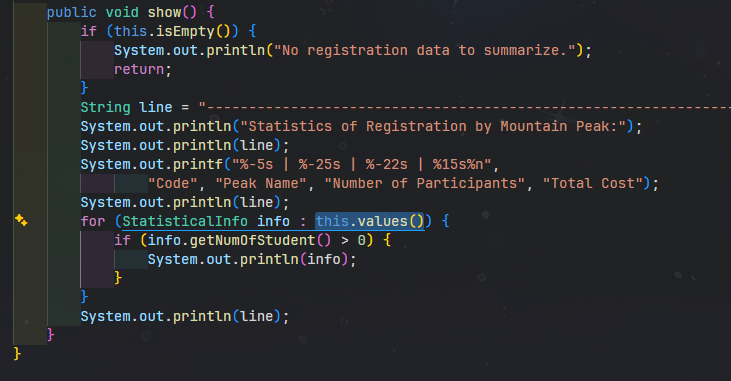 public void show() {
if (this.isEmpty()) {
System.out.println("No registration data to summarize.");
return;
}
String line = "--------------------------------------------------------------
System.out.println("Statistics of Registration by Mountain Peak:");
System.out.println(line);
System.out.printf("%-5s | %-25s | %-22s | %15s%n",
"Code", "Peak Name", "Number of Participants", "Total Cost");
System.out.println(line);
for (StatisticalInfo info : this.values()) {
if (info.getNumOfStudent() > 0) {
System.out.println(info);
}
}
System.out.println(line);
}
}